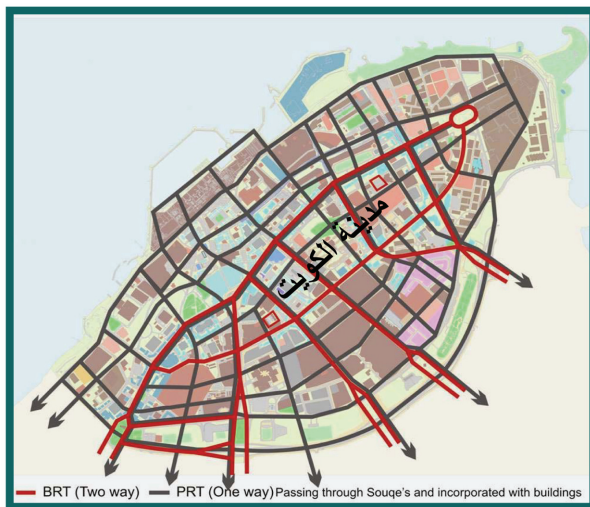 مدينة الكويت
BRT (Two way) PRT (One way) Passing through Souqe's and incorporated with buildings